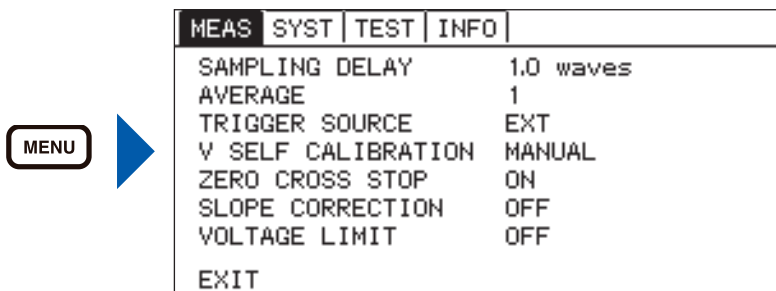 MEAS SYST TEST INFO
SAMPLING DELAY 1.0 waves
AVERAGE 1
TRIGGER SOURCE EXT
MENU V SELF CALIBRATION MANUAL
ZERO CROSS STOP ON
SLOPE CORRECTION OFF
VOLTAGE LIMIT OFF
EXIT